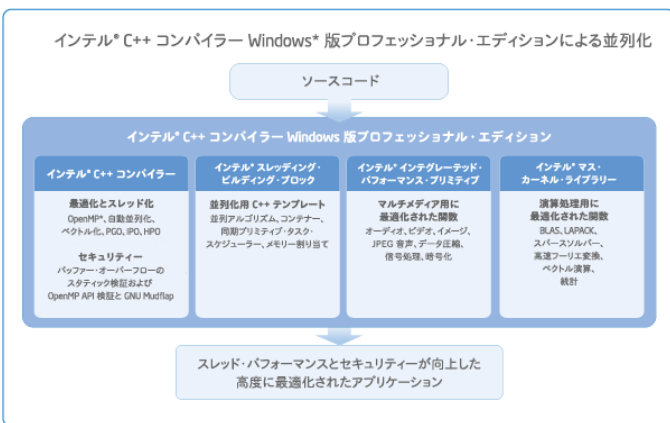 インテル® C++ コンパイラー Windows* 版プロフェッショナル・エディションによる並列化
ソースコード
インテル® C++ コンパイラー Windows 版プロフェッショナル・エディション
インテル® C++ コンパイラー
最適化とスレッド化
OpenMP*、自動並列化、
ベクトル化、PGO、IPO、HPO
セキュリティー
バッファー・オーバーフローの
スタティック検証および
OpenMP API 検証と GNU Mudflap
インテル® スレッディング・
ビルディング・ブロック
並列化用 C++ テンプレート
並列アルゴリズム、コンテナー、
同期プリミティブ・タスク・
スケジューラー、メモリー割り当て
インテル® インテグレーテッド・
パフォーマンス・プリミティブ
マルチメディア用に
最適化された関数
オーディオ、ビデオ、イメージ、
JPEG 音声、データ圧縮、
信号処理、暗号化
インテル® マス・
カーネル・ライブラリー
演算処理用に
最適化された関数
BLAS、LAPACK、
スパースソルバー、
高速フーリエ変換、
ベクトル演算、
統計
スレッド・パフォーマンスとセキュリティーが向上した
高度に最適化されたアプリケーション